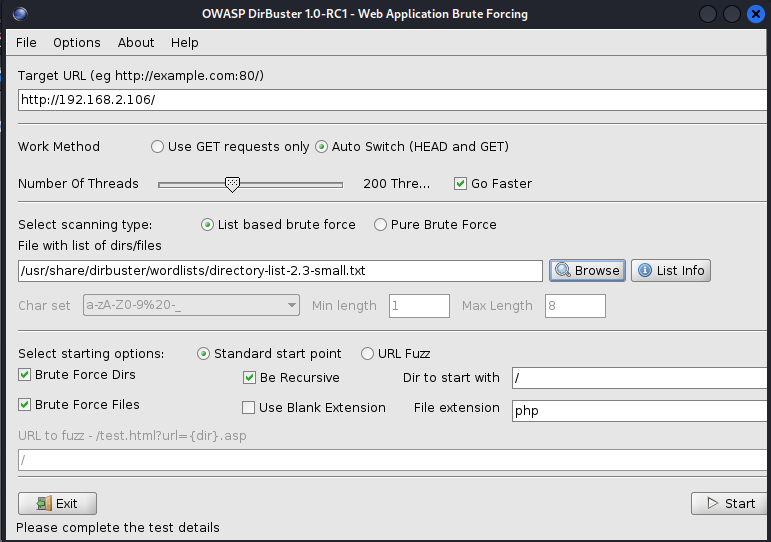 OWASP DirBuster 1.0-RC1 - Web Application Brute Forcing
File Options About Help
Target URL (eg http://example.com:80/)
http://192.168.2.106/
Work Method Use GET requests only Auto Switch (HEAD and GET)
Number Of Threads 200 Thre... Go Faster
Select scanning type: List based brute force Pure Brute Force
File with list of dirs/files
/usr/share/dirbuster/wordlists/directory-list-2.3-small.txt Browse List Info
Char set a-zA-Z0-9%20-_ Min length 1 Max Length 8
Select starting options: Standard start point URL Fuzz
Brute Force Dirs Be Recursive Dir to start with /
Brute Force Files Use Blank Extension File extension php
URL to fuzz - /test.html?url={dir}.asp
/
Exit Start
Please complete the test details